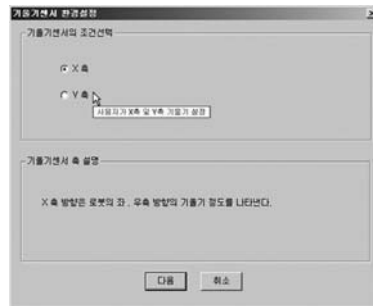 기울기센서 환경설정
기울기센서의 조건선택
X 축
Y 축
사용자가 X축 및 Y축 기울기 설정
기울기센서 축 설명
X 축 방향은 로봇의 좌 , 우측 방향의 기울기 정도를 나타낸다.
다음
취소